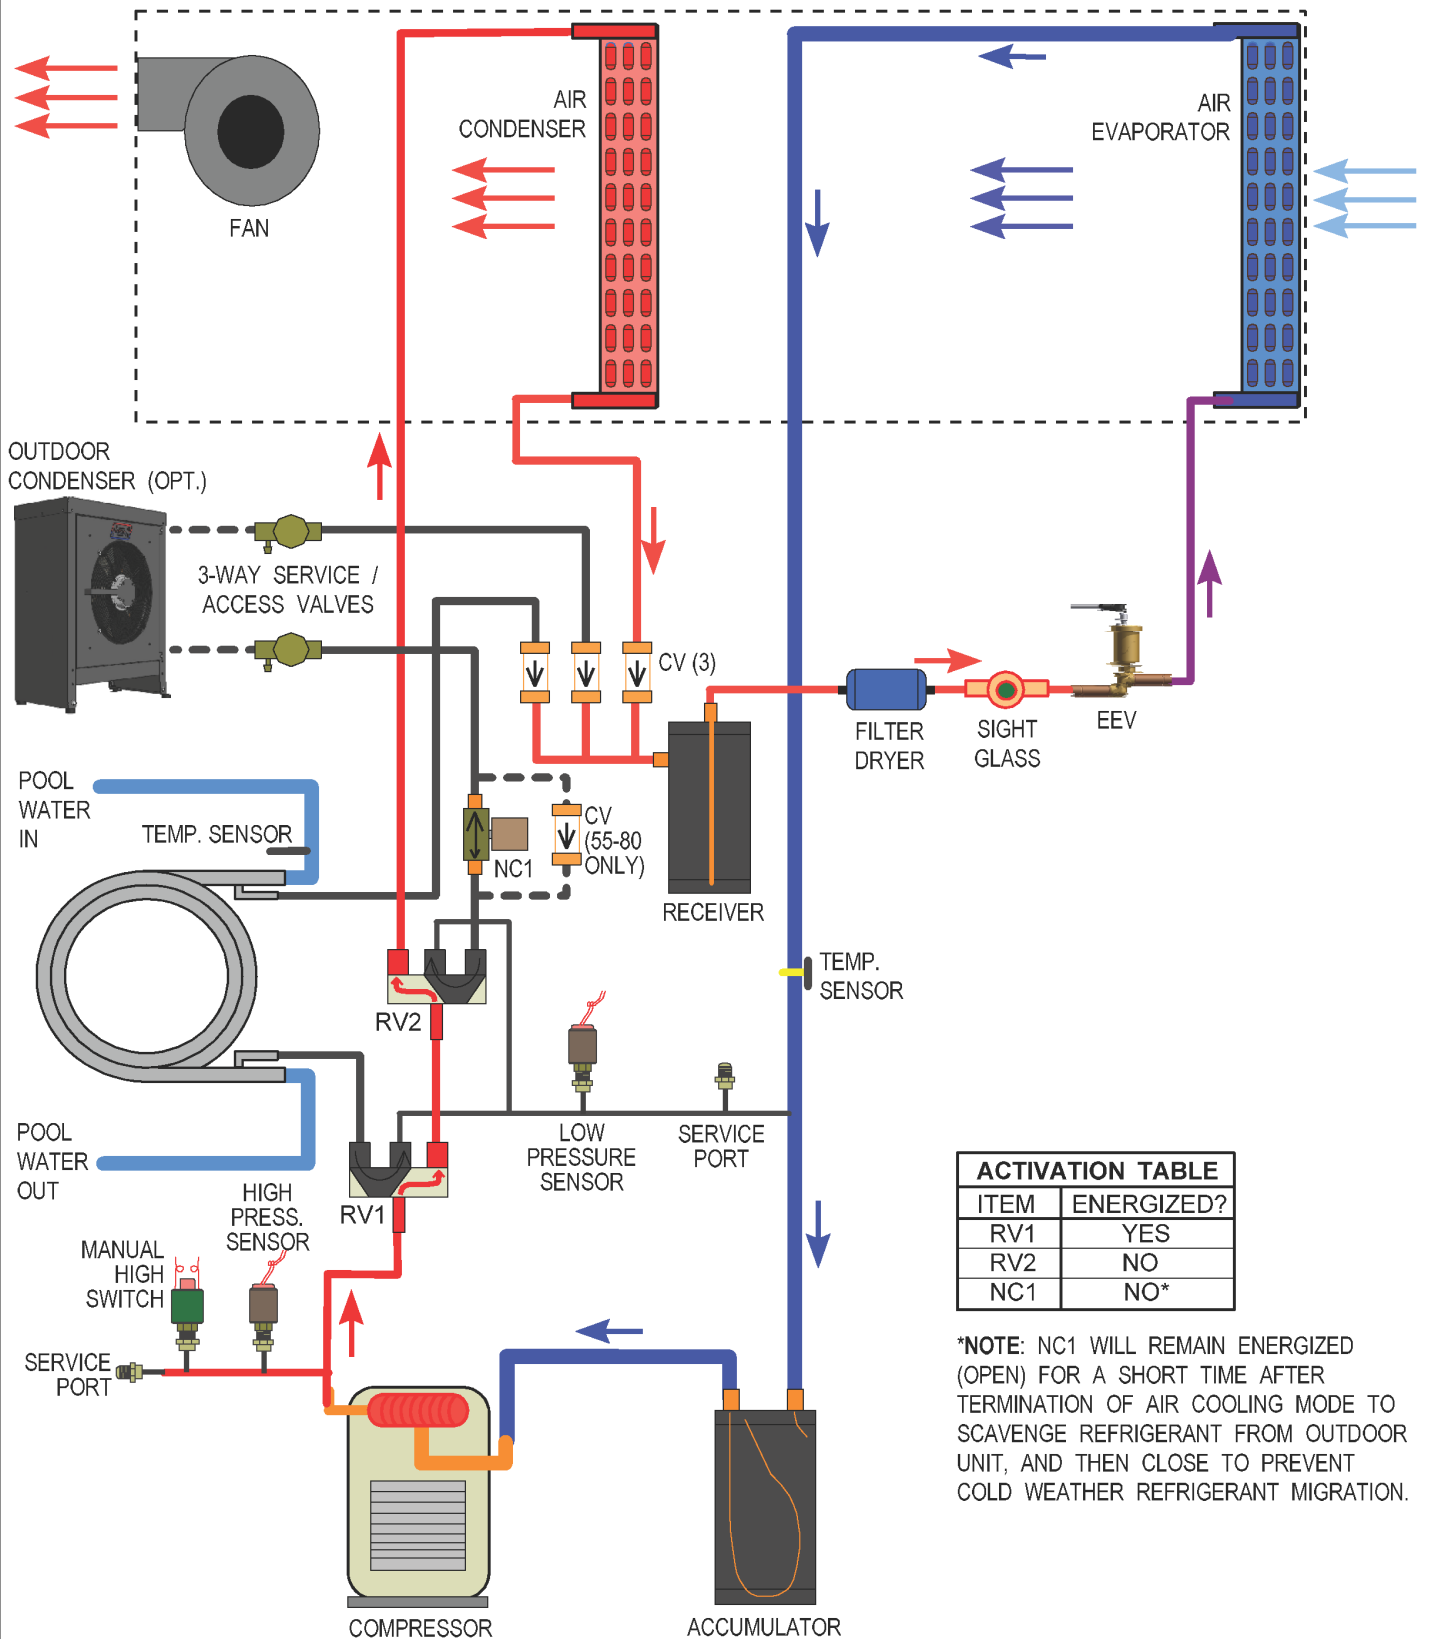 AIR
CONDENSER
AIR
EVAPORATOR
FAN
OUTDOOR
CONDENSER (OPT.)
3-WAY SERVICE /
ACCESS VALVES
CV (3)
FILTER
DRYER
SIGHT
GLASS
EEV
POOL
WATER
IN
TEMP. SENSOR
CV
(55-80
ONLY)
NC1
RECEIVER
TEMP.
SENSOR
RV2
LOW
PRESSURE
SENSOR
SERVICE
PORT
POOL
WATER
OUT
RV1
HIGH
PRESS.
SENSOR
MANUAL
HIGH
SWITCH
SERVICE
PORT
COMPRESSOR
ACCUMULATOR
ACTIVATION TABLE
ITEM ENERGIZED?
RV1 YES
RV2 NO
NC1 NO*
*NOTE: NC1 WILL REMAIN ENERGIZED
(OPEN) FOR A SHORT TIME AFTER
TERMINATION OF AIR COOLING MODE TO
SCAVENGE REFRIGERANT FROM OUTDOOR
UNIT, AND THEN CLOSE TO PREVENT
COLD WEATHER REFRIGERANT MIGRATION.